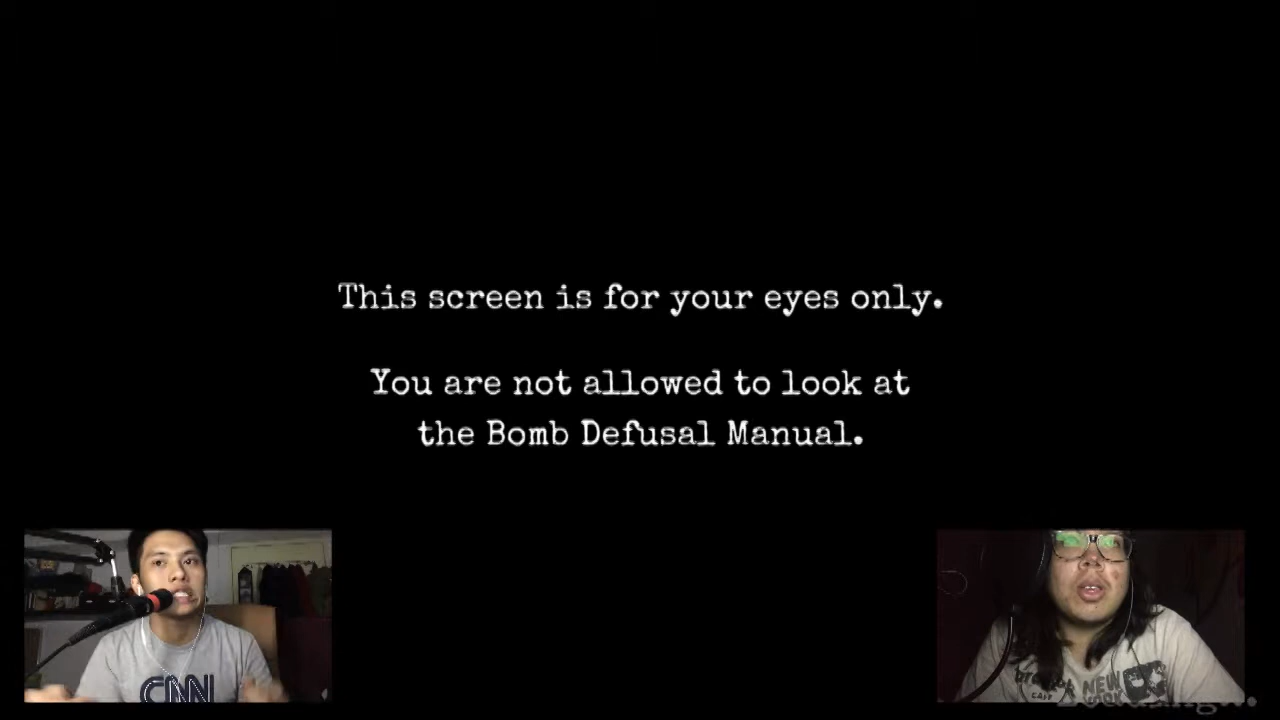 This screen is for your eyes only.
You are not allowed to look at
the Bomb Defusal Manual.
CNN
NEW